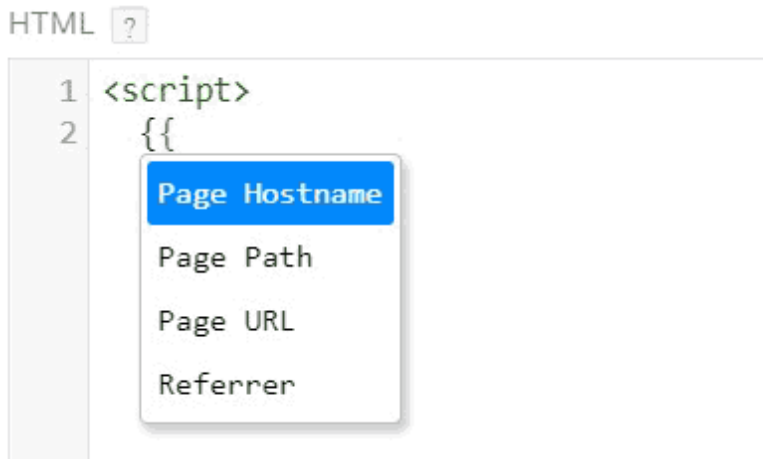 HTML ?
1 <script>
2 {{
Page Hostname
Page Path
Page URL
Referrer